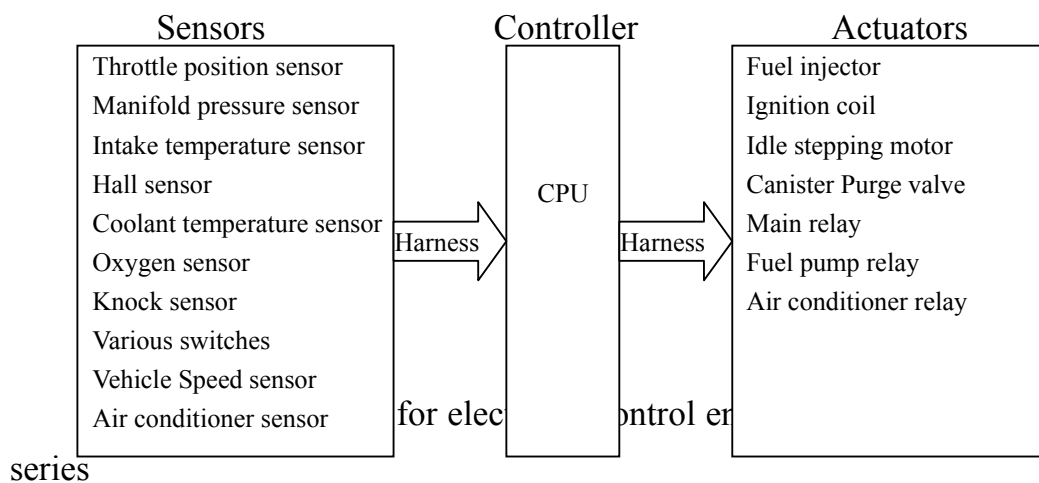 Sensors
Controller
Actuators
Throttle position sensor
Manifold pressure sensor
Intake temperature sensor
Hall sensor
Coolant temperature sensor
Oxygen sensor
Knock sensor
Various switches
Vehicle Speed sensor
Air conditioner sensor
Harness
CPU
Harness
Fuel injector
Ignition coil
Idle stepping motor
Canister Purge valve
Main relay
Fuel pump relay
Air conditioner relay
for
series